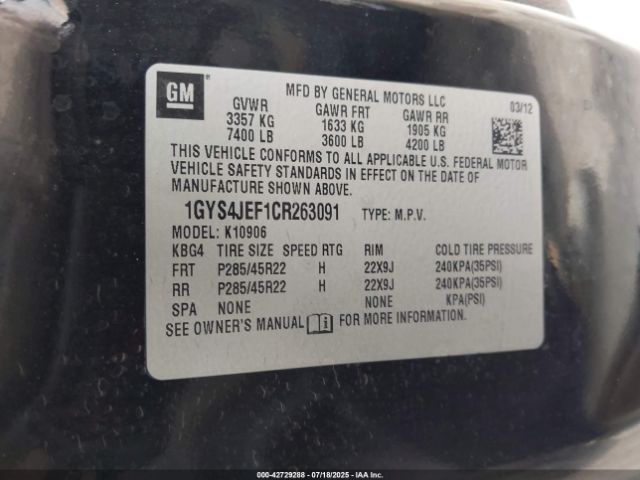 GM
MFD BY GENERAL MOTORS LLC
GVWR GAWR FRT GAWR RR 03/12
3357 KG 1633 KG 1905 KG
7400 LB 3600 LB 4200 LB
THIS VEHICLE CONFORMS TO ALL APPLICABLE U.S. FEDERAL MOTOR
VEHICLE SAFETY STANDARDS IN EFFECT ON THE DATE OF
MANUFACTURE SHOWN ABOVE.
1GYS4JEF1CR263091 TYPE: M.P.V.
MODEL: K10906
KBG4 TIRE SIZE SPEED RTG RIM COLD TIRE PRESSURE
FRT P285/45R22 H 22X9J 240KPA(35PSI)
RR P285/45R22 H 22X9J 240KPA(35PSI)
SPA NONE NONE KPA(PSI)
SEE OWNER'S MANUAL FOR MORE INFORMATION.
000-42729288 | 07/18/2025 | IAA Inc.